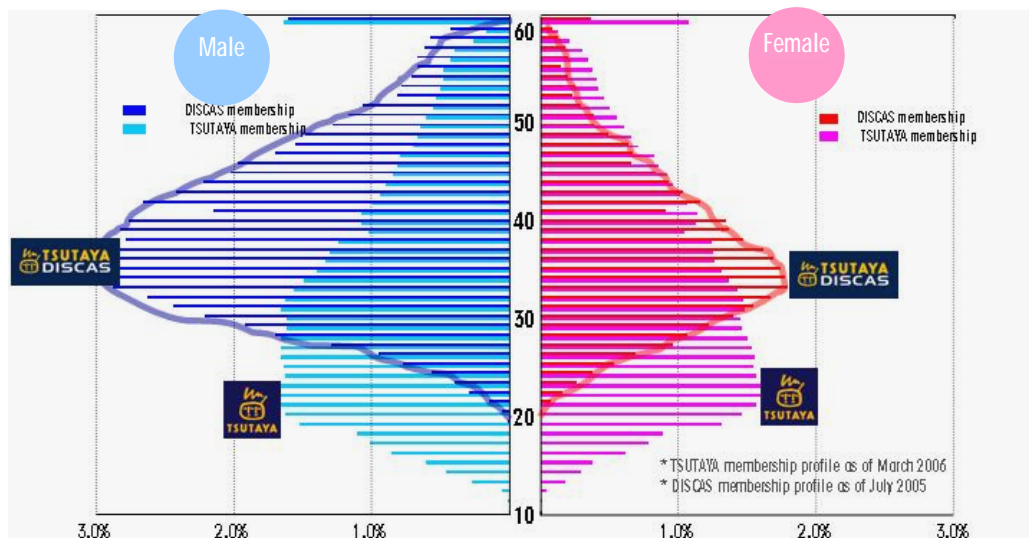 Male
Female
DISCAS membership
TSUTAYA membership
DISCAS membership
TSUTAYA membership
60
50
40
30
20
10
TSUTAYA
DISCAS
TSUTAYA
DISCAS
TSUTAYA
TSUTAYA
* TSUTAYA membership profile as of March 2006
* DISCAS membership profile as of July 2005
3.0% 2.0% 1.0% 1.0% 2.0% 3.0%